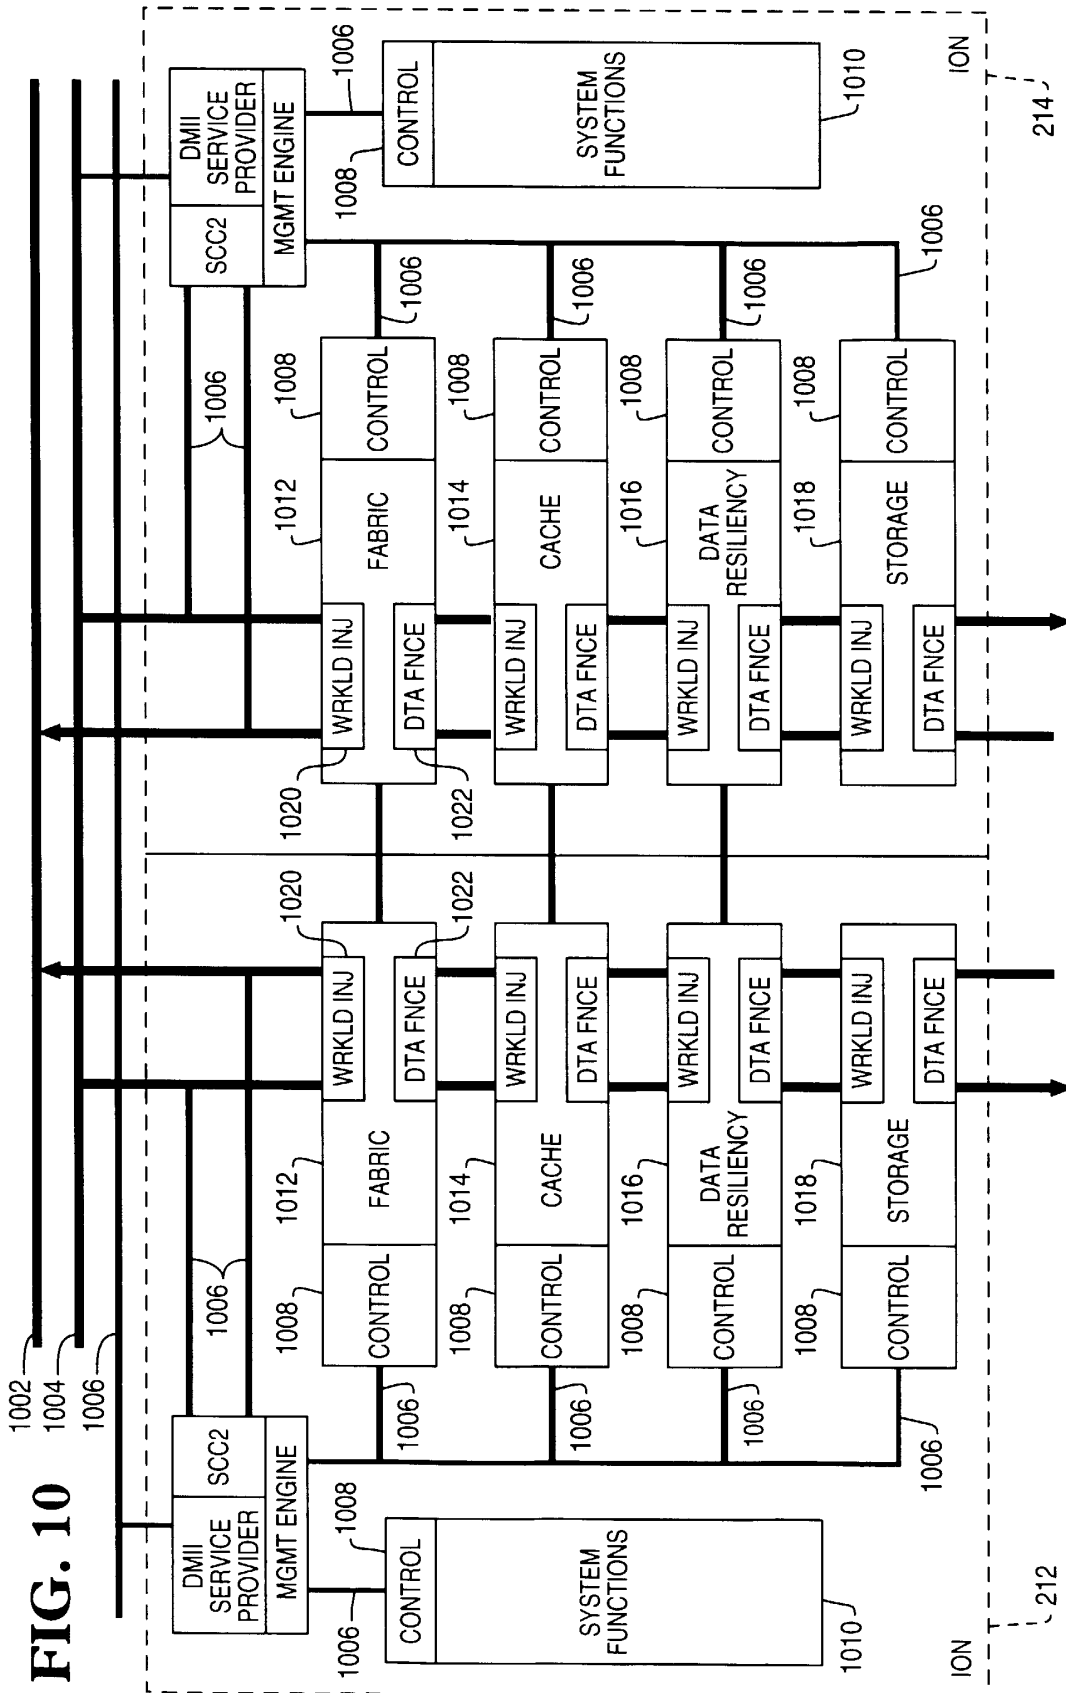 FIG. 10
1002
1004
1006
DMII
SERVICE
PROVIDER
SCC2
MGMT ENGINE
1006
1006
1008
CONTROL
SYSTEM
FUNCTIONS
1010
1008
1012
CONTROL
FABRIC
WRKLD INJ
DTA FNCE
1020
1022
1006
1008
1014
CONTROL
CACHE
WRKLD INJ
DTA FNCE
1006
1008
1016
CONTROL
DATA
RESILIENCY
WRKLD INJ
DTA FNCE
1006
1008
1018
CONTROL
STORAGE
WRKLD INJ
DTA FNCE
1006
ION
212
SCC2
DMII
SERVICE
PROVIDER
MGMT ENGINE
1006
1006
1008
CONTROL
SYSTEM
FUNCTIONS
1010
1020
1022
1012
1008
WRKLD INJ
DTA FNCE
FABRIC
CONTROL
1006
1014
1008
WRKLD INJ
DTA FNCE
CACHE
CONTROL
1006
1016
1008
WRKLD INJ
DTA FNCE
DATA
RESILIENCY
CONTROL
1006
1018
1008
WRKLD INJ
DTA FNCE
STORAGE
CONTROL
1006
ION
214